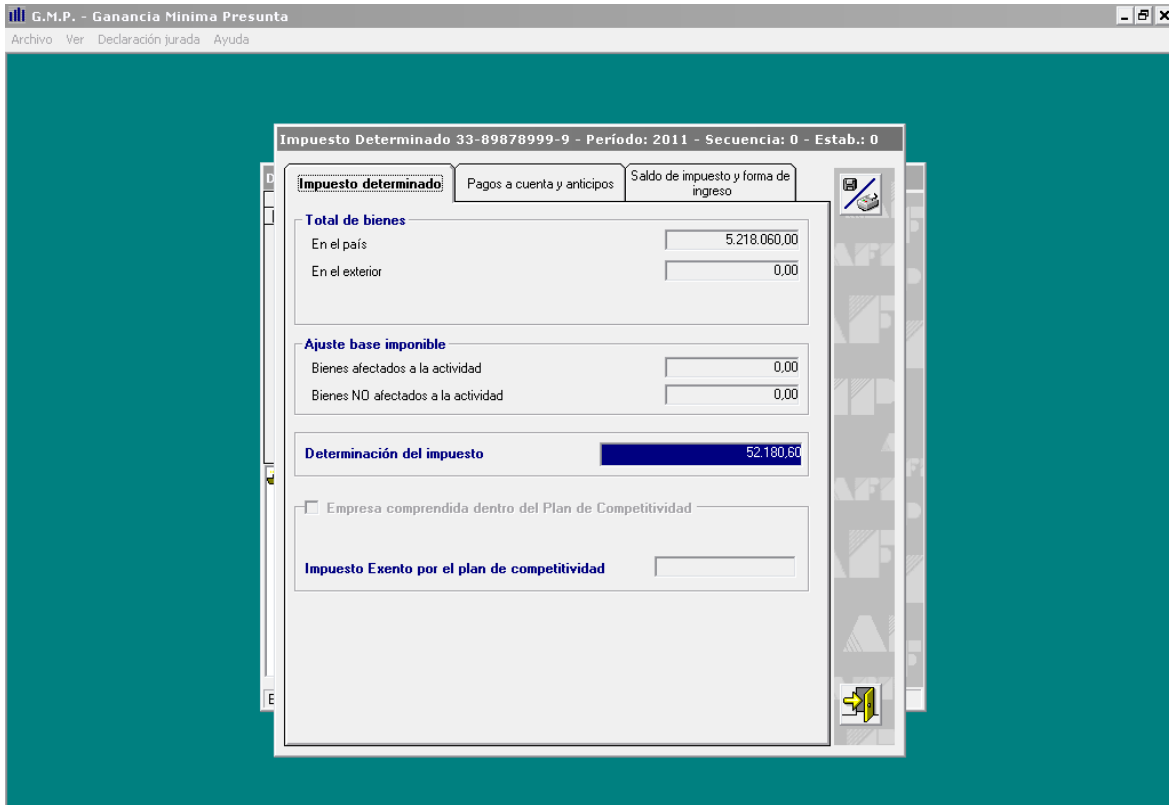 G.M.P. - Ganancia Minima Presunta
Archivo Ver Declaración jurada Ayuda
Impuesto Determinado 33-89878999-9 - Período: 2011 - Secuencia: 0 - Estab.: 0
Impuesto determinado
Pagos a cuenta y anticipos
Saldo de impuesto y forma de
ingreso
Total de bienes
En el país 5.218.060,00
En el exterior 0,00
Ajuste base imponible
Bienes afectados a la actividad 0,00
Bienes NO afectados a la actividad 0,00
Determinación del impuesto 52.180,60
Empresa comprendida dentro del Plan de Competitividad
Impuesto Exento por el plan de competitividad